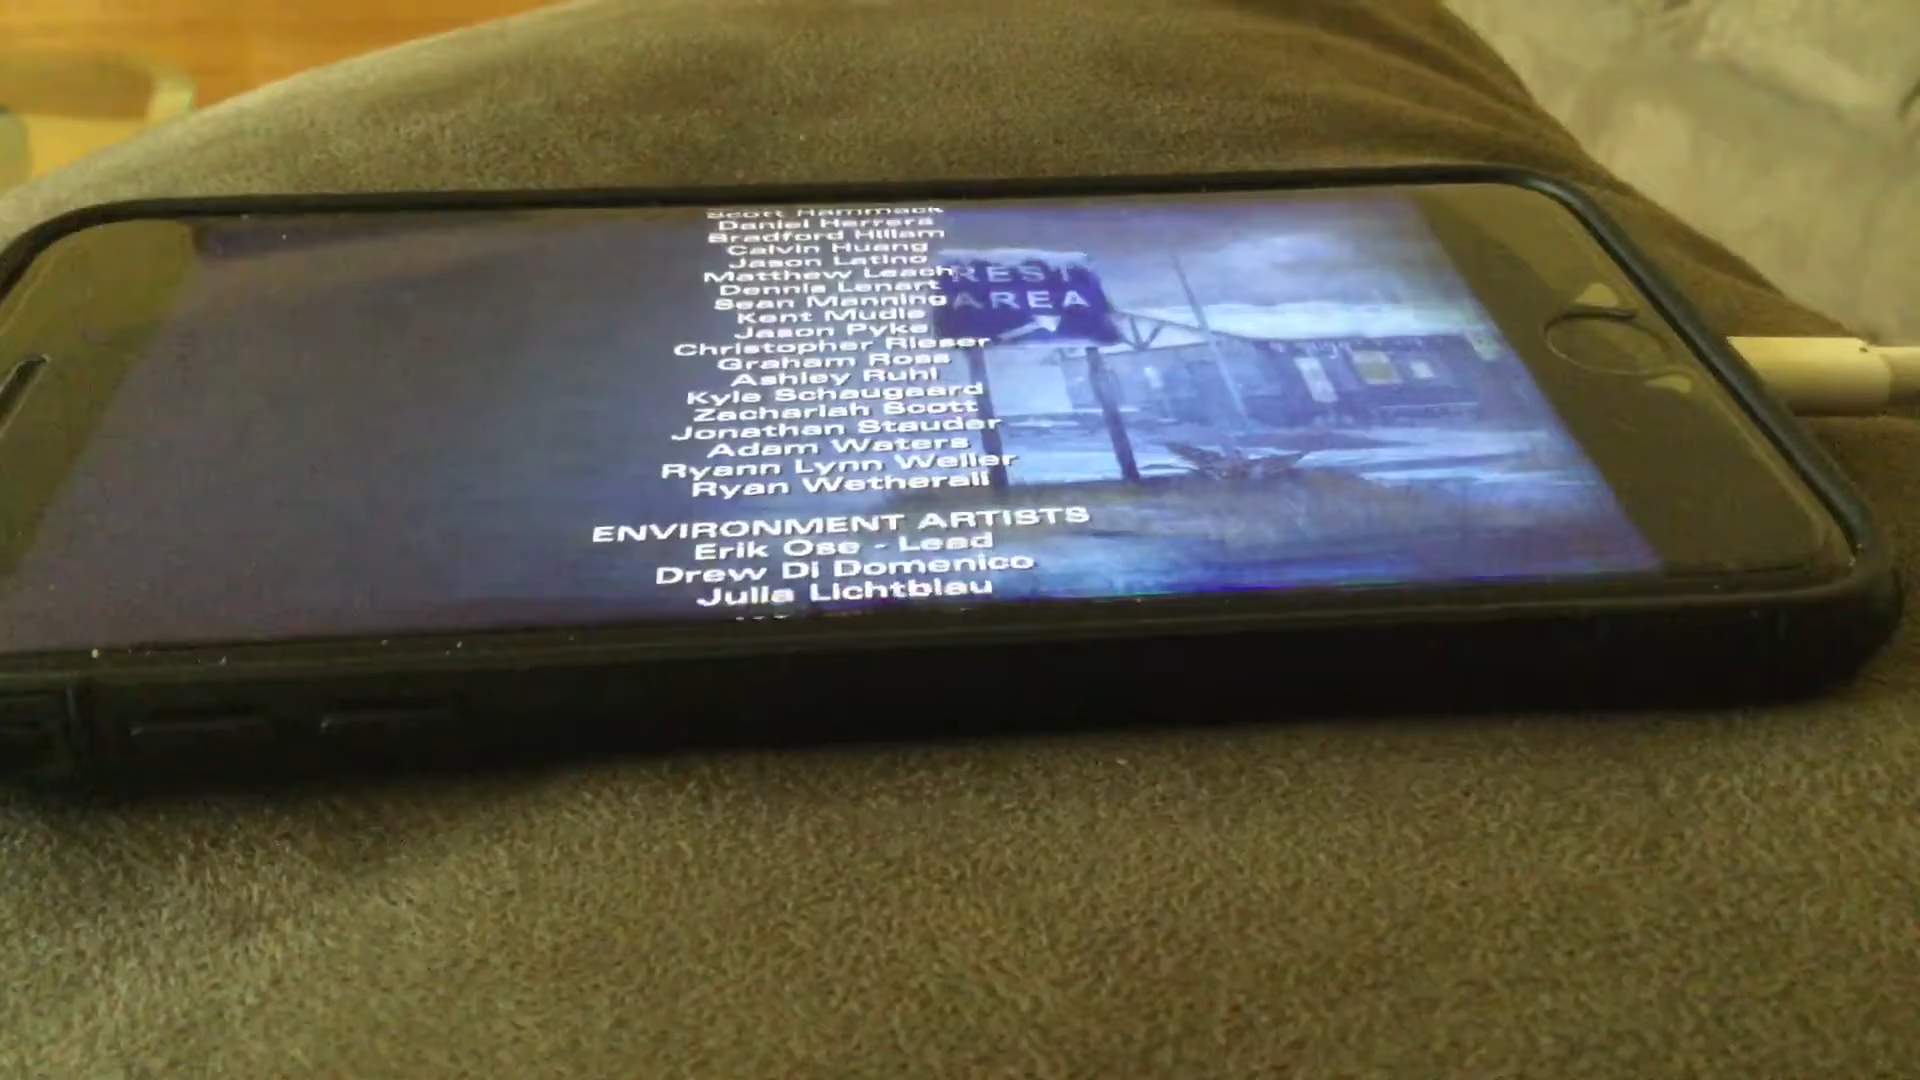 Scott Hammack
Daniel Herrera
Bradford Hillam
Calvin Huang
Jason Latino
Matthew Leach
Dennis Lenart
Sean Manning
Kent Mudle
Jason Pyke
Christopher Rieser
Graham Ross
Ashley Ruhl
Kyle Schaugaard
Zachariah Scott
Jonathan Stauder
Adam Waters
Ryann Lynn Weller
Ryan Wetherall
ENVIRONMENT ARTISTS
Erik Ose - Lead
Drew Di Domenico
Julia Lichtblau
REST
AREA